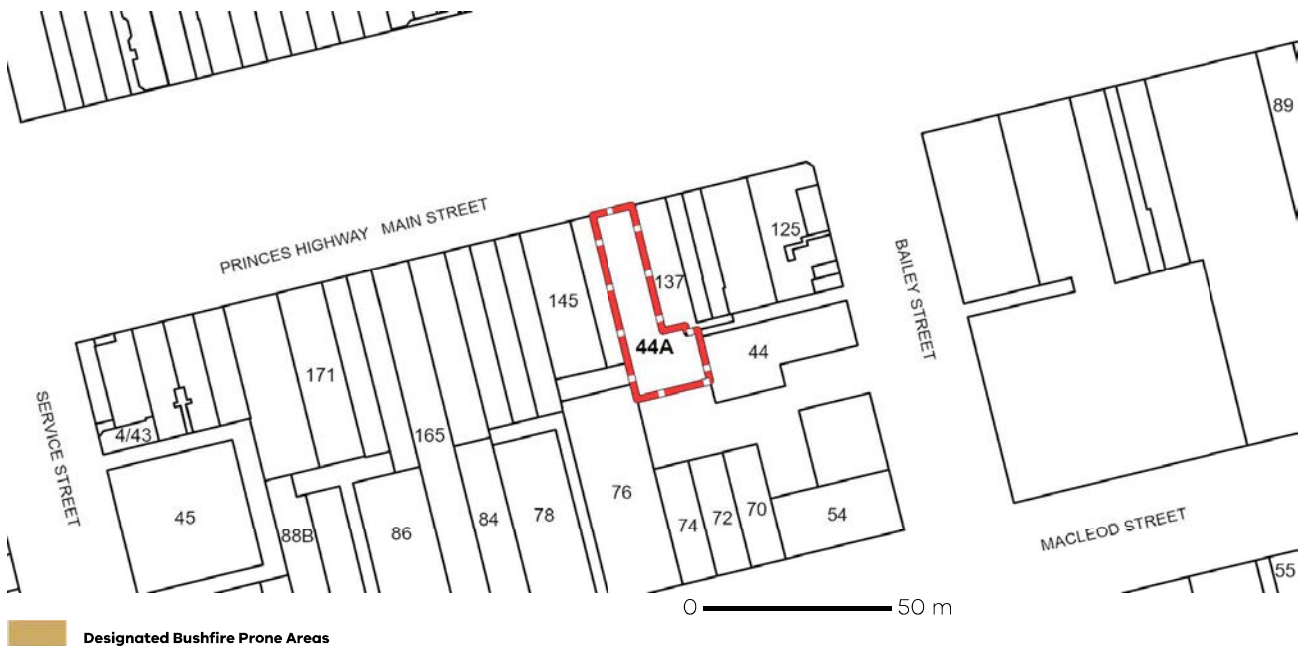 89
PRINCES HIGHWAY MAIN STREET
125
BAILEY STREET
137
145
44A
44
171
SERVICE STREET
4/43
165
45
76
74
72
70
54
84
78
88B
86
MACLEOD STREET
55
0 50 m
Designated Bushfire Prone Areas